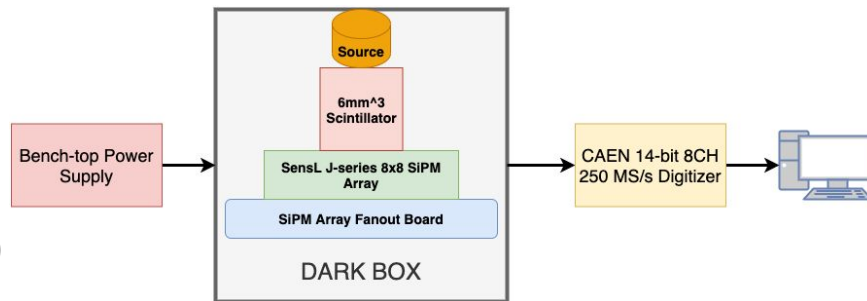 Source
6mm^3
Scintillator
Bench-top Power
Supply
SensL J-series 8x8 SiPM
Array
SiPM Array Fanout Board
DARK BOX
CAEN 14-bit 8CH
250 MS/s Digitizer